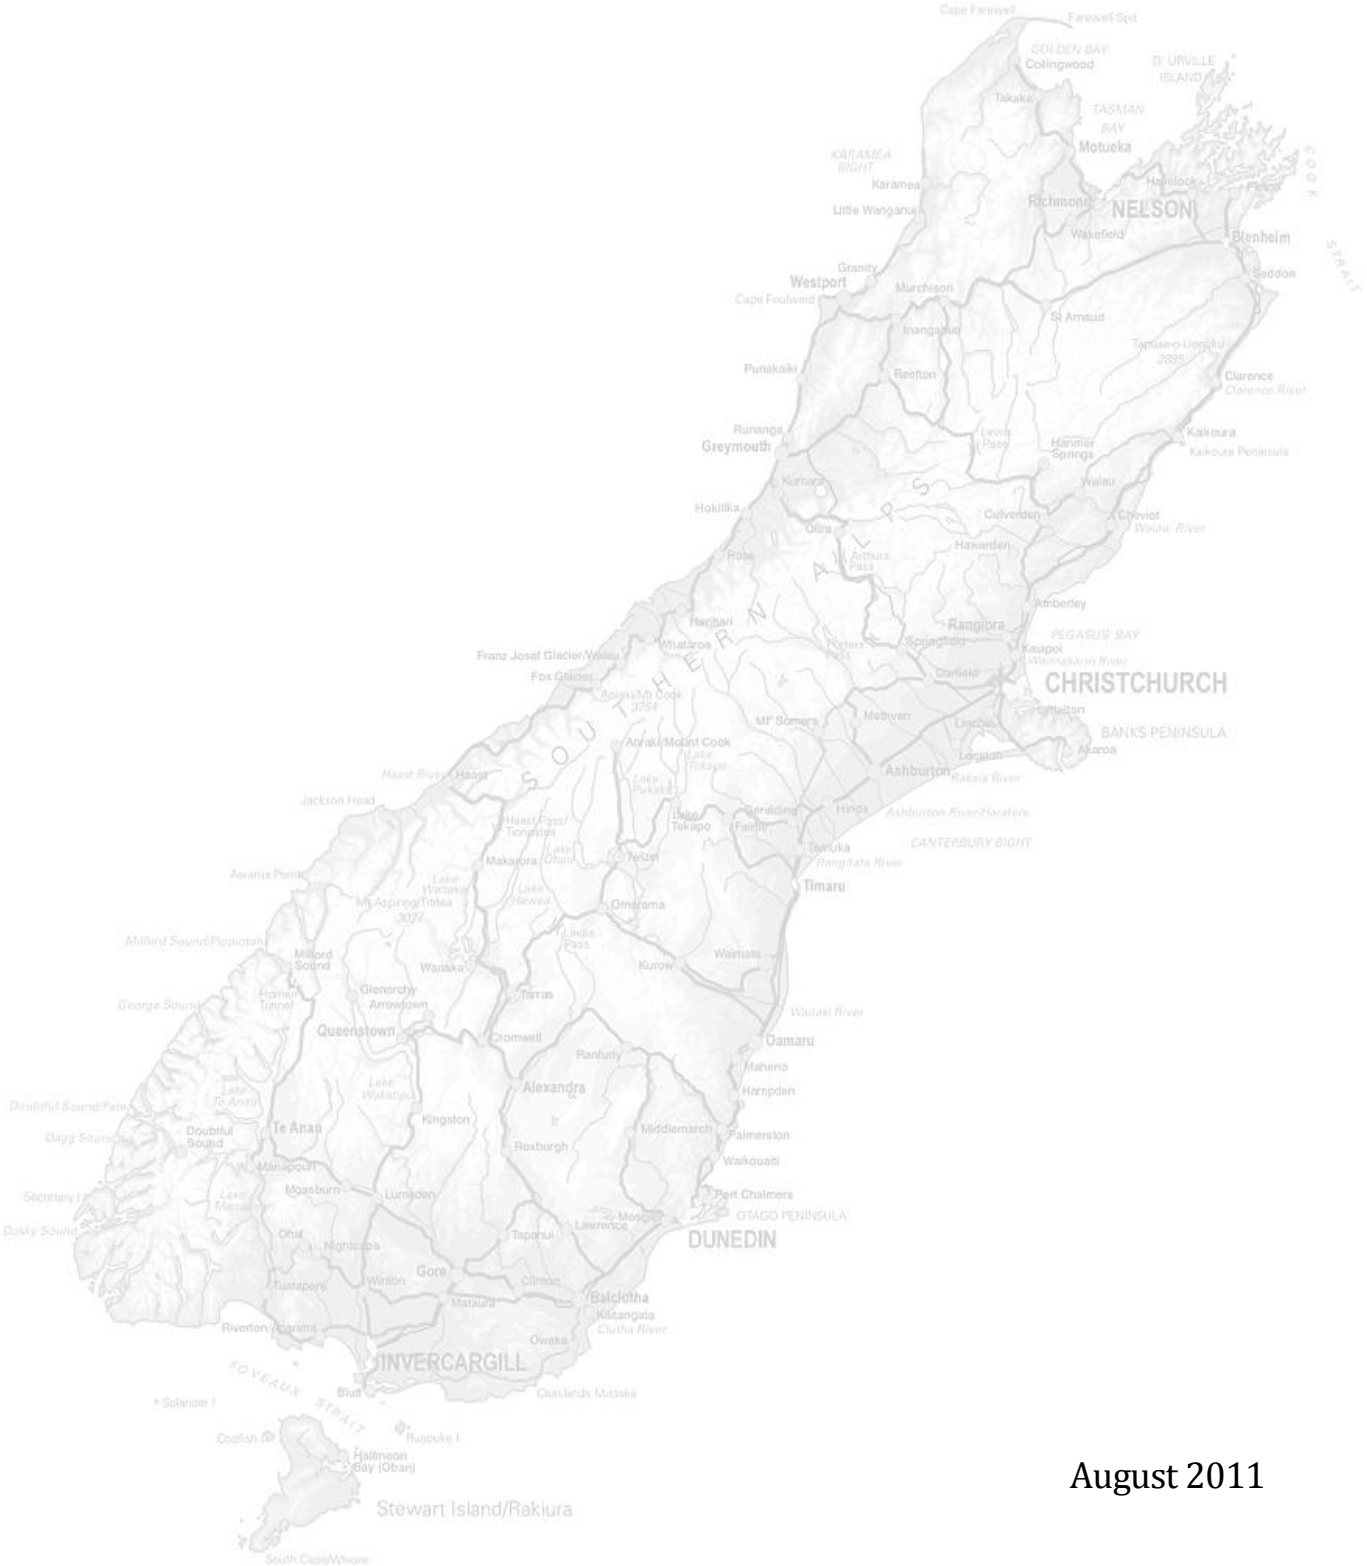 Cape Farewell
Farewell Spit
GOLDEN BAY
Collingwood
D' URVILLE
ISLAND
Takaka
TASMAN
BAY
Motueka
KARAMEA
BIGHT
Karamea
Havelock
Picton
COOK
STRAIT
Richmond
NELSON
Little Wanganui
Wakefield
Blenheim
Seddon
Granity
Westport
Murchison
Cape Foulwind
St Arnaud
Inangahua
2885
Punakaiki
Reefton
Clarence
Clarence River
Runanga
Greymouth
Lewis
Pass
Hanmer
Springs
Kaikoura
Kaikoura Peninsula
Kumara
Waiau
Hokitika
Culverden
Cheviot
Waiau River
Otira
Hawarden
Ross
Arthurs
Pass
SOUTHERN ALPS
Amberley
Harihari
Rangiora
PEGASUS BAY
Whataroa
Porters
Pass
Springfield
Kaiapoi
Waimakariri River
Franz Josef Glacier/Waiau
Fox Glacier
Darfield
CHRISTCHURCH
Aoraki/Mt Cook
3754
Mt Somers
Methven
Lincoln
Lyttelton
BANKS PENINSULA
Aoraki/Mount Cook
Akaroa
Lake
Tekapo
Leeston
Haast River
Haast
Lake
Pukaki
Ashburton
Rakaia River
Jackson Head
Lake
Tekapo
Geraldine
Hinds
Ashburton River/Hakatere
Haast Pass/
Tioripatea
Fairlie
CANTERBURY BIGHT
Makarora
Lake
Ohau
Twizel
Temuka
Rangitata River
Awarua Point
Lake
Wanaka
Lake
Hawea
Timaru
Mt Aspiring/Tititea
3027
Omarama
Milford Sound/Piopiotahi
Lindis
Pass
Milford
Sound
Wanaka
Kurow
Waimate
George Sound
Homer
Tunnel
Glenorchy
Arrowtown
Tarras
Waitaki River
Queenstown
Cromwell
Oamaru
Ranfurly
Maheno
Lake
Te Anau
Lake
Wakatipu
Alexandra
Hampden
Doubtful Sound/Patea
Kingston
Dagg Sound
Doubtful
Sound
Te Anau
Middlemarch
Palmerston
Roxburgh
Waikouaiti
Manapouri
Secretary I
Lake
Manapouri
Mossburn
Lumsden
Port Chalmers
Dusky Sound
Lawrence
Mosgiel
OTAGO PENINSULA
Ohai
Nightcaps
Tapanui
DUNEDIN
Tuatapere
Winton
Gore
Clinton
Mataura
Balclutha
Kaitangata
Clutha River
Riverton/Aparima
Owaka
INVERCARGILL
FOVEAUX STRAIT
Bluff
Chaslands Mistake
Solander I
Codfish I
Ruapuke I
Halfmoon
Bay (Oban)
August 2011
Stewart Island/Rakiura
South Cape/Whiore